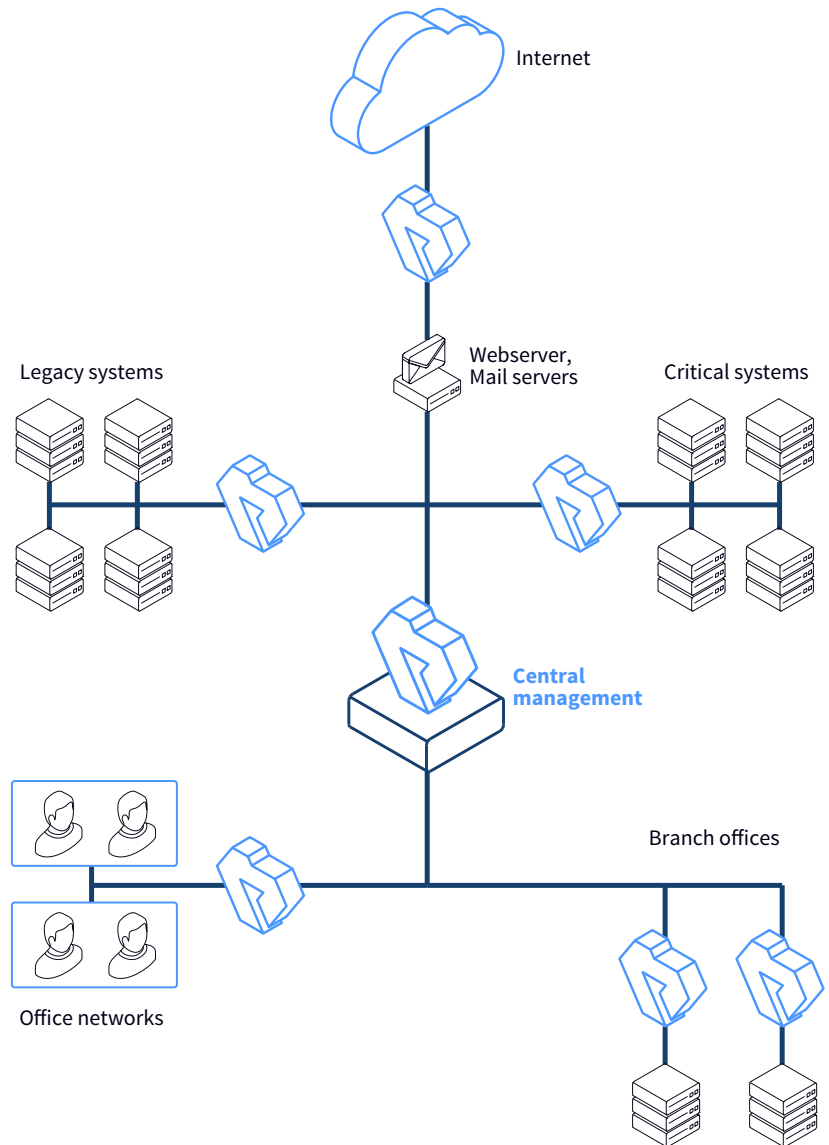 Internet
Webserver,
Mail servers
Legacy systems
Critical systems
Central
management
Branch offices
Office networks